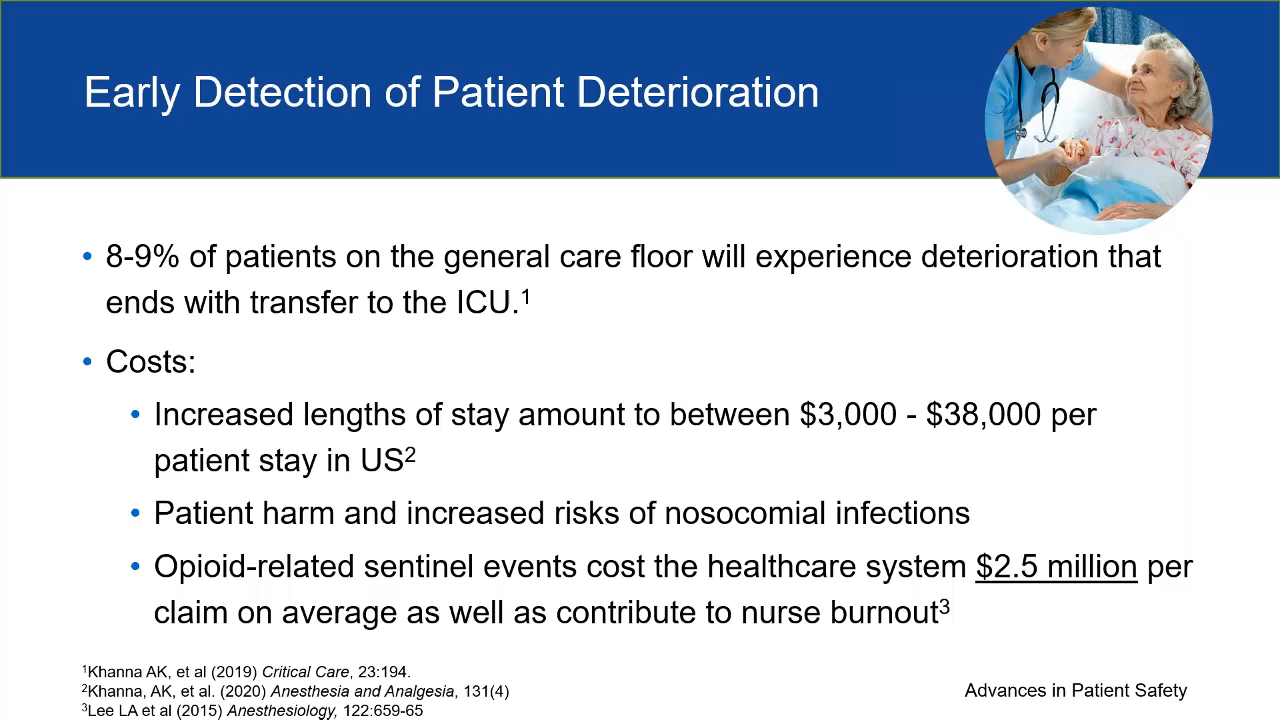 Early Detection of Patient Deterioration
• 8-9% of patients on the general care floor will experience deterioration that
ends with transfer to the ICU.¹
• Costs:
• Increased lengths of stay amount to between $3,000 - $38,000 per
patient stay in US²
• Patient harm and increased risks of nosocomial infections
• Opioid-related sentinel events cost the healthcare system $2.5 million per
claim on average as well as contribute to nurse burnout³
¹Khanna AK, et al (2019) Critical Care, 23:194.
²Khanna, AK, et al. (2020) Anesthesia and Analgesia, 131(4)
³Lee LA et al (2015) Anesthesiology, 122:659-65
Advances in Patient Safety